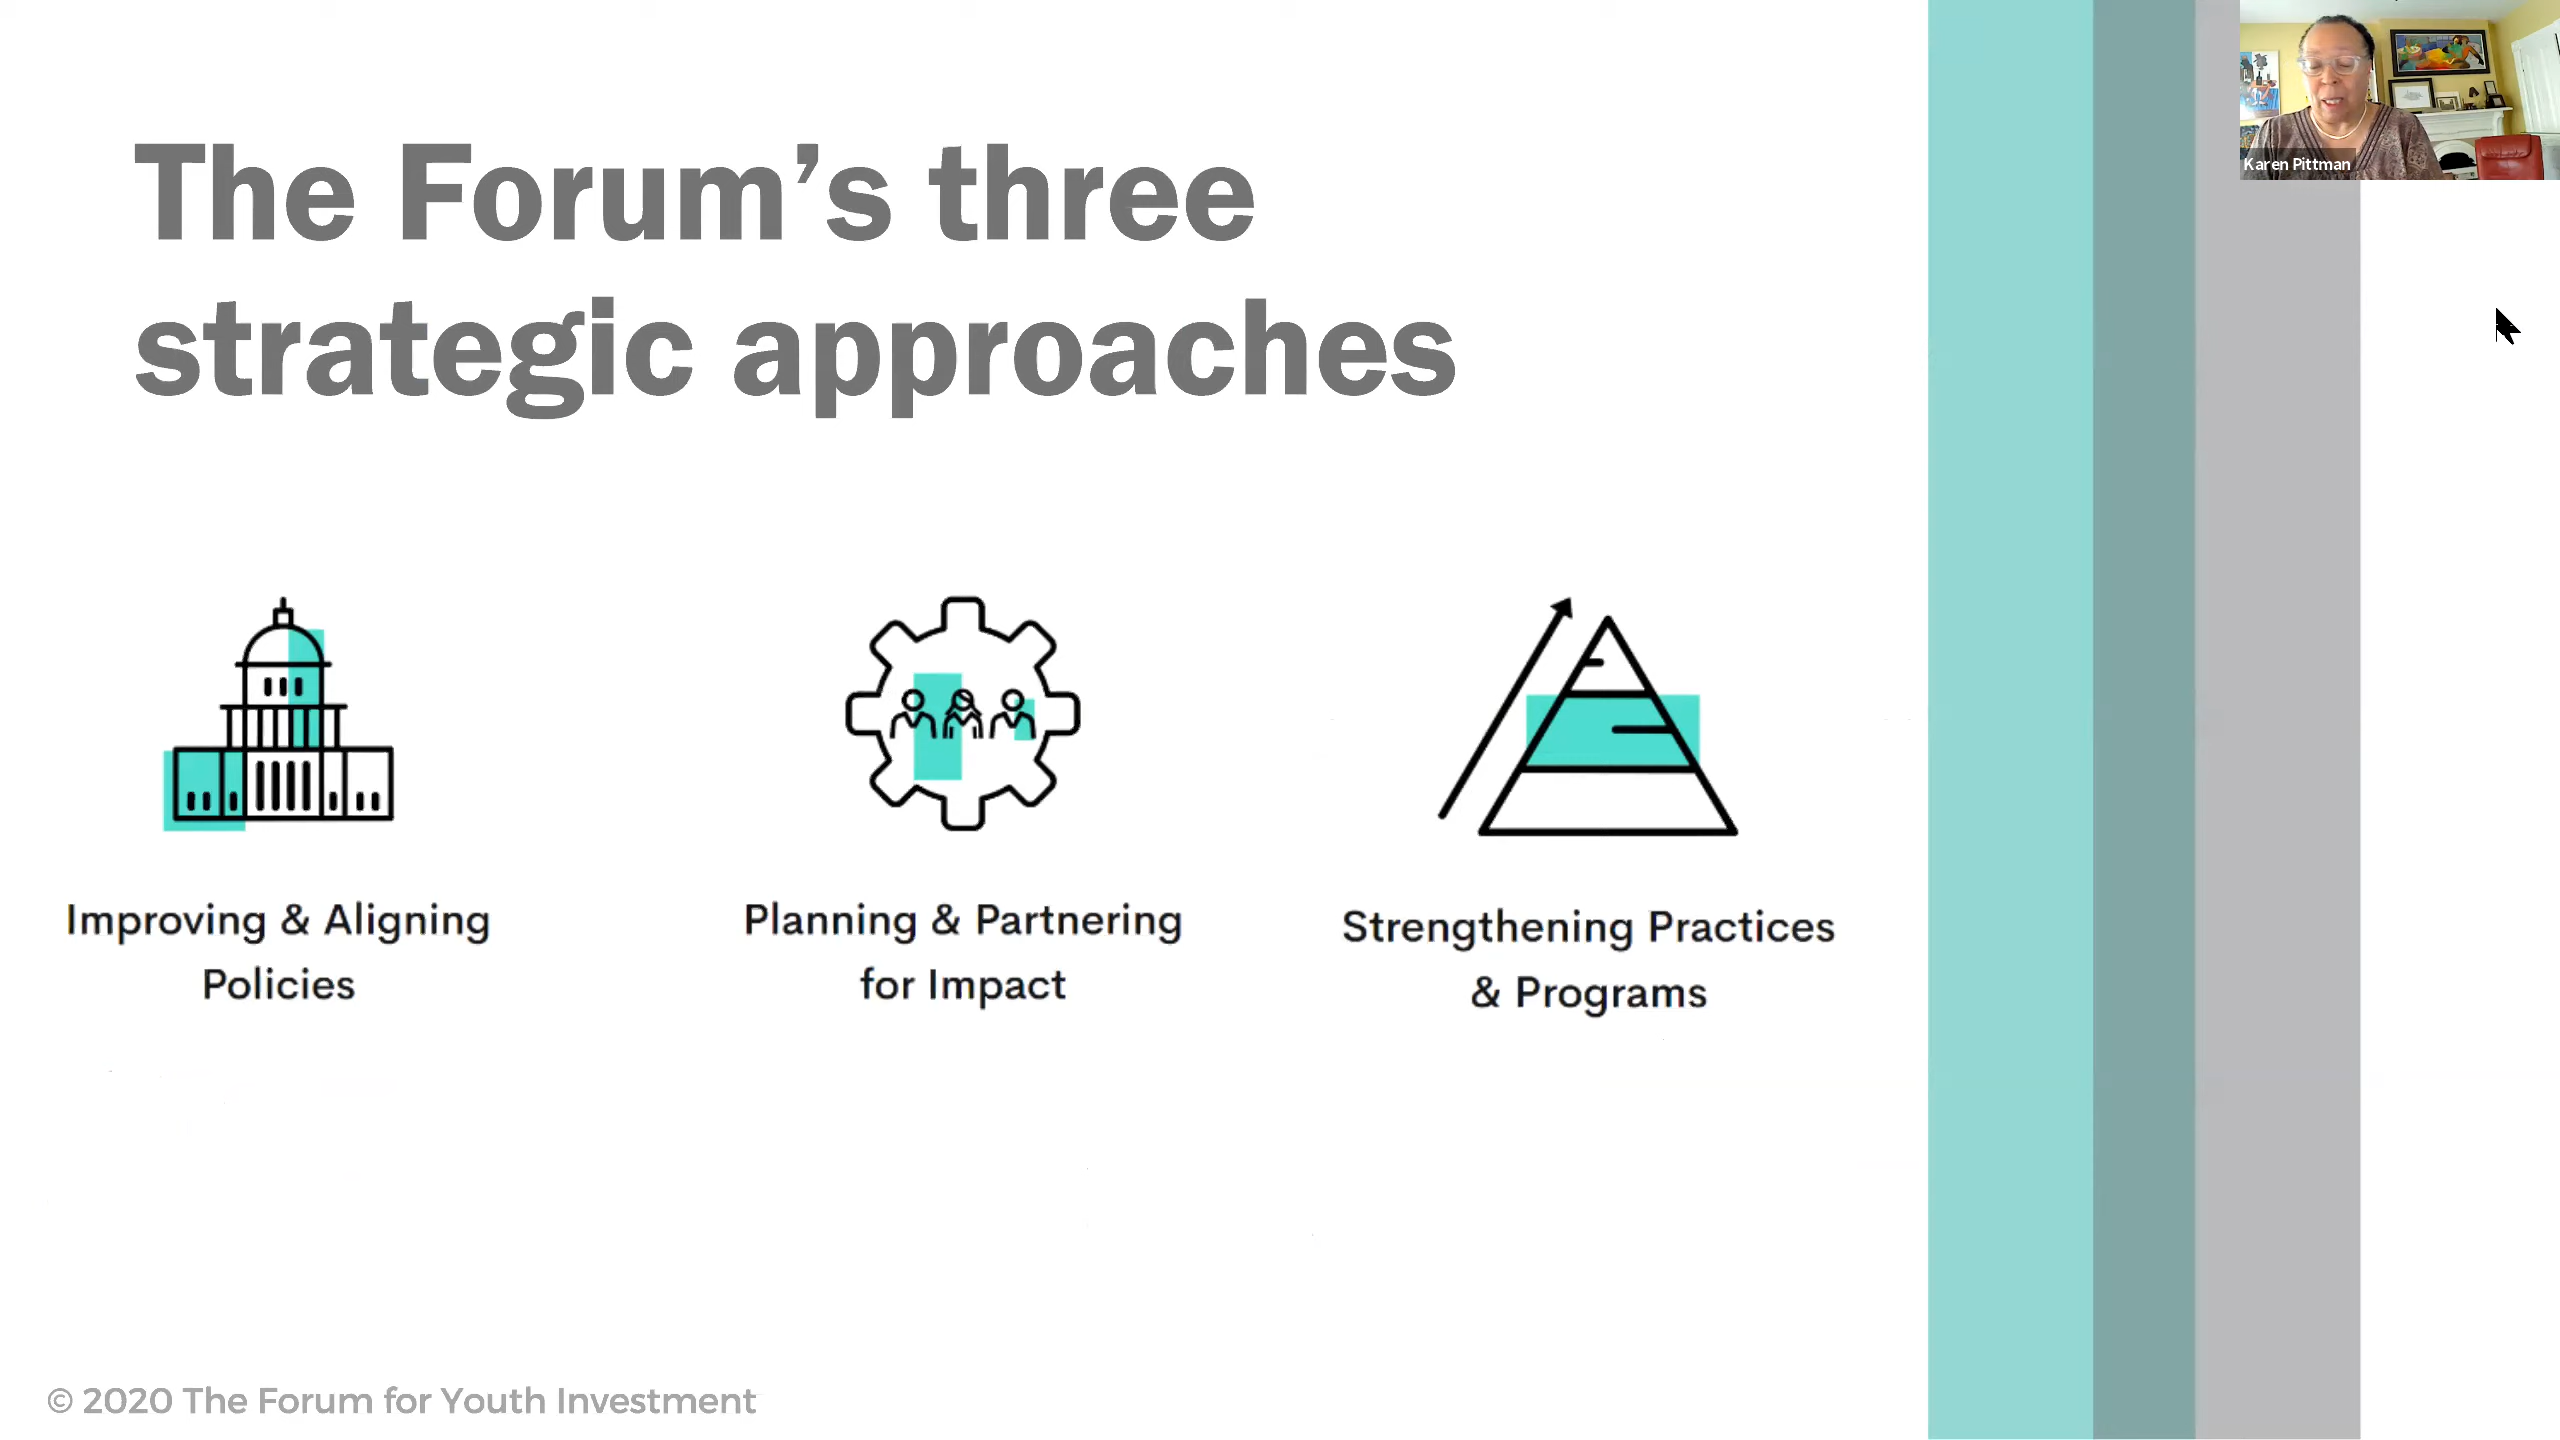 The Forum’s three
strategic approaches
Karen Pittman
Improving & Aligning
Policies
Planning & Partnering
for Impact
Strengthening Practices
& Programs
© 2020 The Forum for Youth Investment